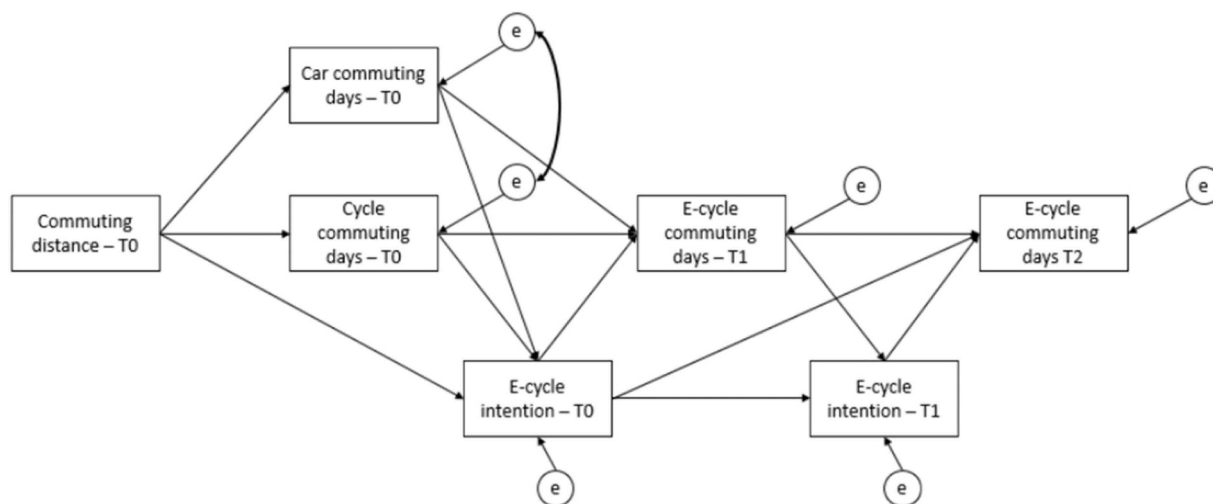 e
Car commuting
days – T0
e
e
e
Commuting
distance – T0
Cycle
commuting
days – T0
E-cycle
commuting
days – T1
E-cycle
commuting
days T2
E-cycle
intention – T0
E-cycle
intention – T1
e
e